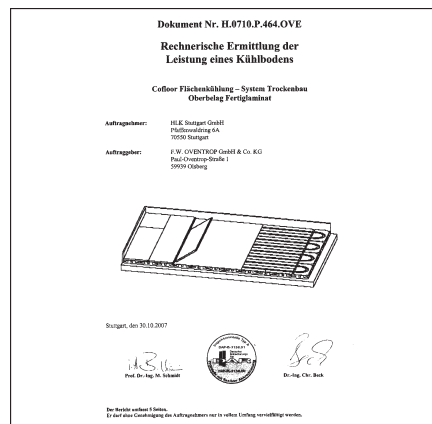 Dokument Nr. H.0710.P.464.OVE
Rechnerische Ermittlung der
Leistung eines Kühlbodens
Cofloor Flächenkühlung – System Trockenbau
Oberbelag Fertiglaminat
Auftragnehmer: HLK Stuttgart GmbH
Pfaffenwaldring 6A
70550 Stuttgart
Auftraggeber: F.W. OVENTROP GmbH & Co. KG
Paul-Oventrop-Straße 1
59939 Olsberg
Stuttgart, den 30.10.2007
Prof. Dr.-Ing. M. Schmidt
Dr.-Ing. Chr. Beck
Der Bericht umfasst 5 Seiten.
Er darf ohne Genehmigung des Auftragnehmers nur in vollem Umfang vervielfältigt werden.